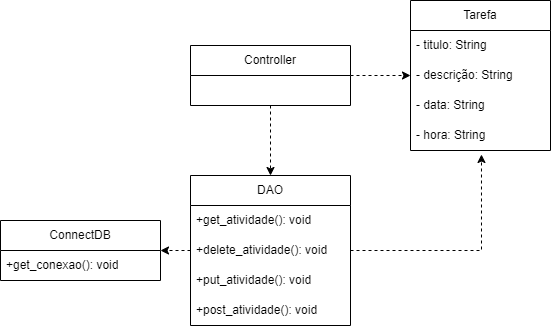 Tarefa
- titulo: String
- descrição: String
- data: String
- hora: String
Controller
DAO
+get_atividade(): void
+delete_atividade(): void
+put_atividade(): void
+post_atividade(): void
ConnectDB
+get_conexao(): void